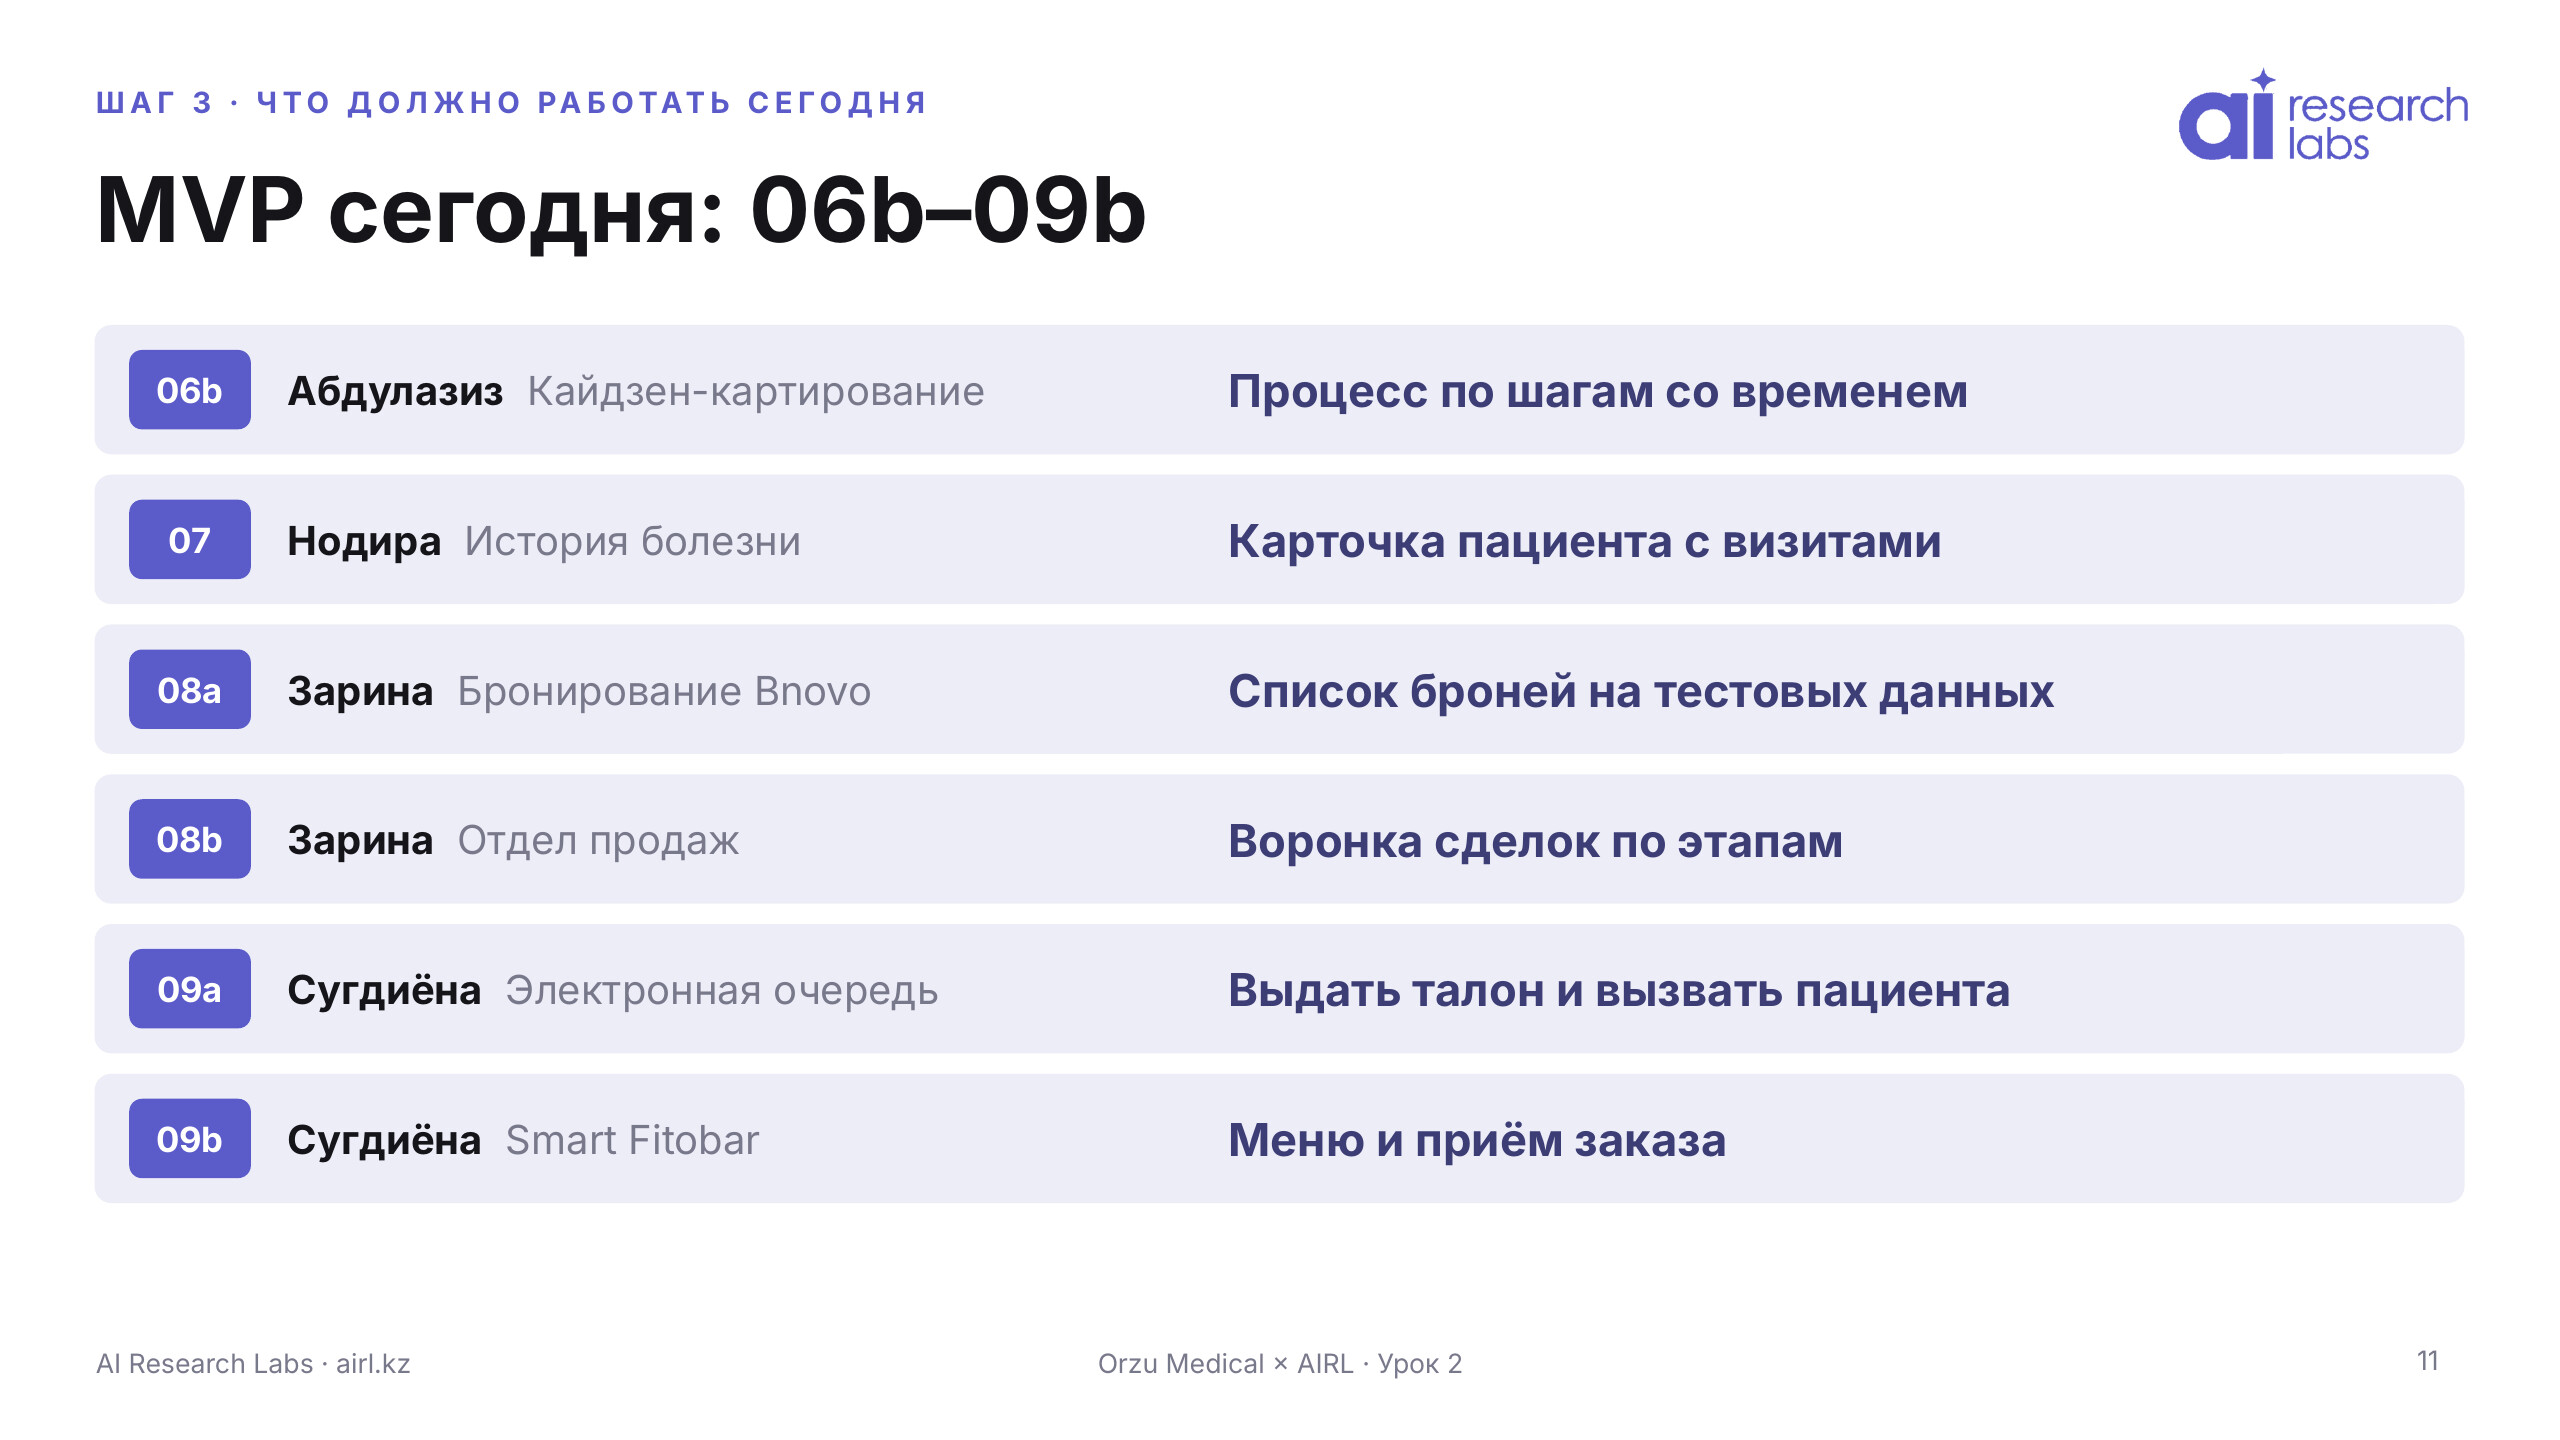 ШАГ 3 · ЧТО ДОЛЖНО РАБОТАТЬ СЕГОДНЯ
ai research labs
MVP сегодня: 06b–09b
06b Абдулазиз Кайдзен-картирование Процесс по шагам со временем
07 Нодира История болезни Карточка пациента с визитами
08a Зарина Бронирование Bnovo Список броней на тестовых данных
08b Зарина Отдел продаж Воронка сделок по этапам
09a Сугдиёна Электронная очередь Выдать талон и вызвать пациента
09b Сугдиёна Smart Fitobar Меню и приём заказа
AI Research Labs · airl.kz Orzu Medical × AIRL · Урок 2 11